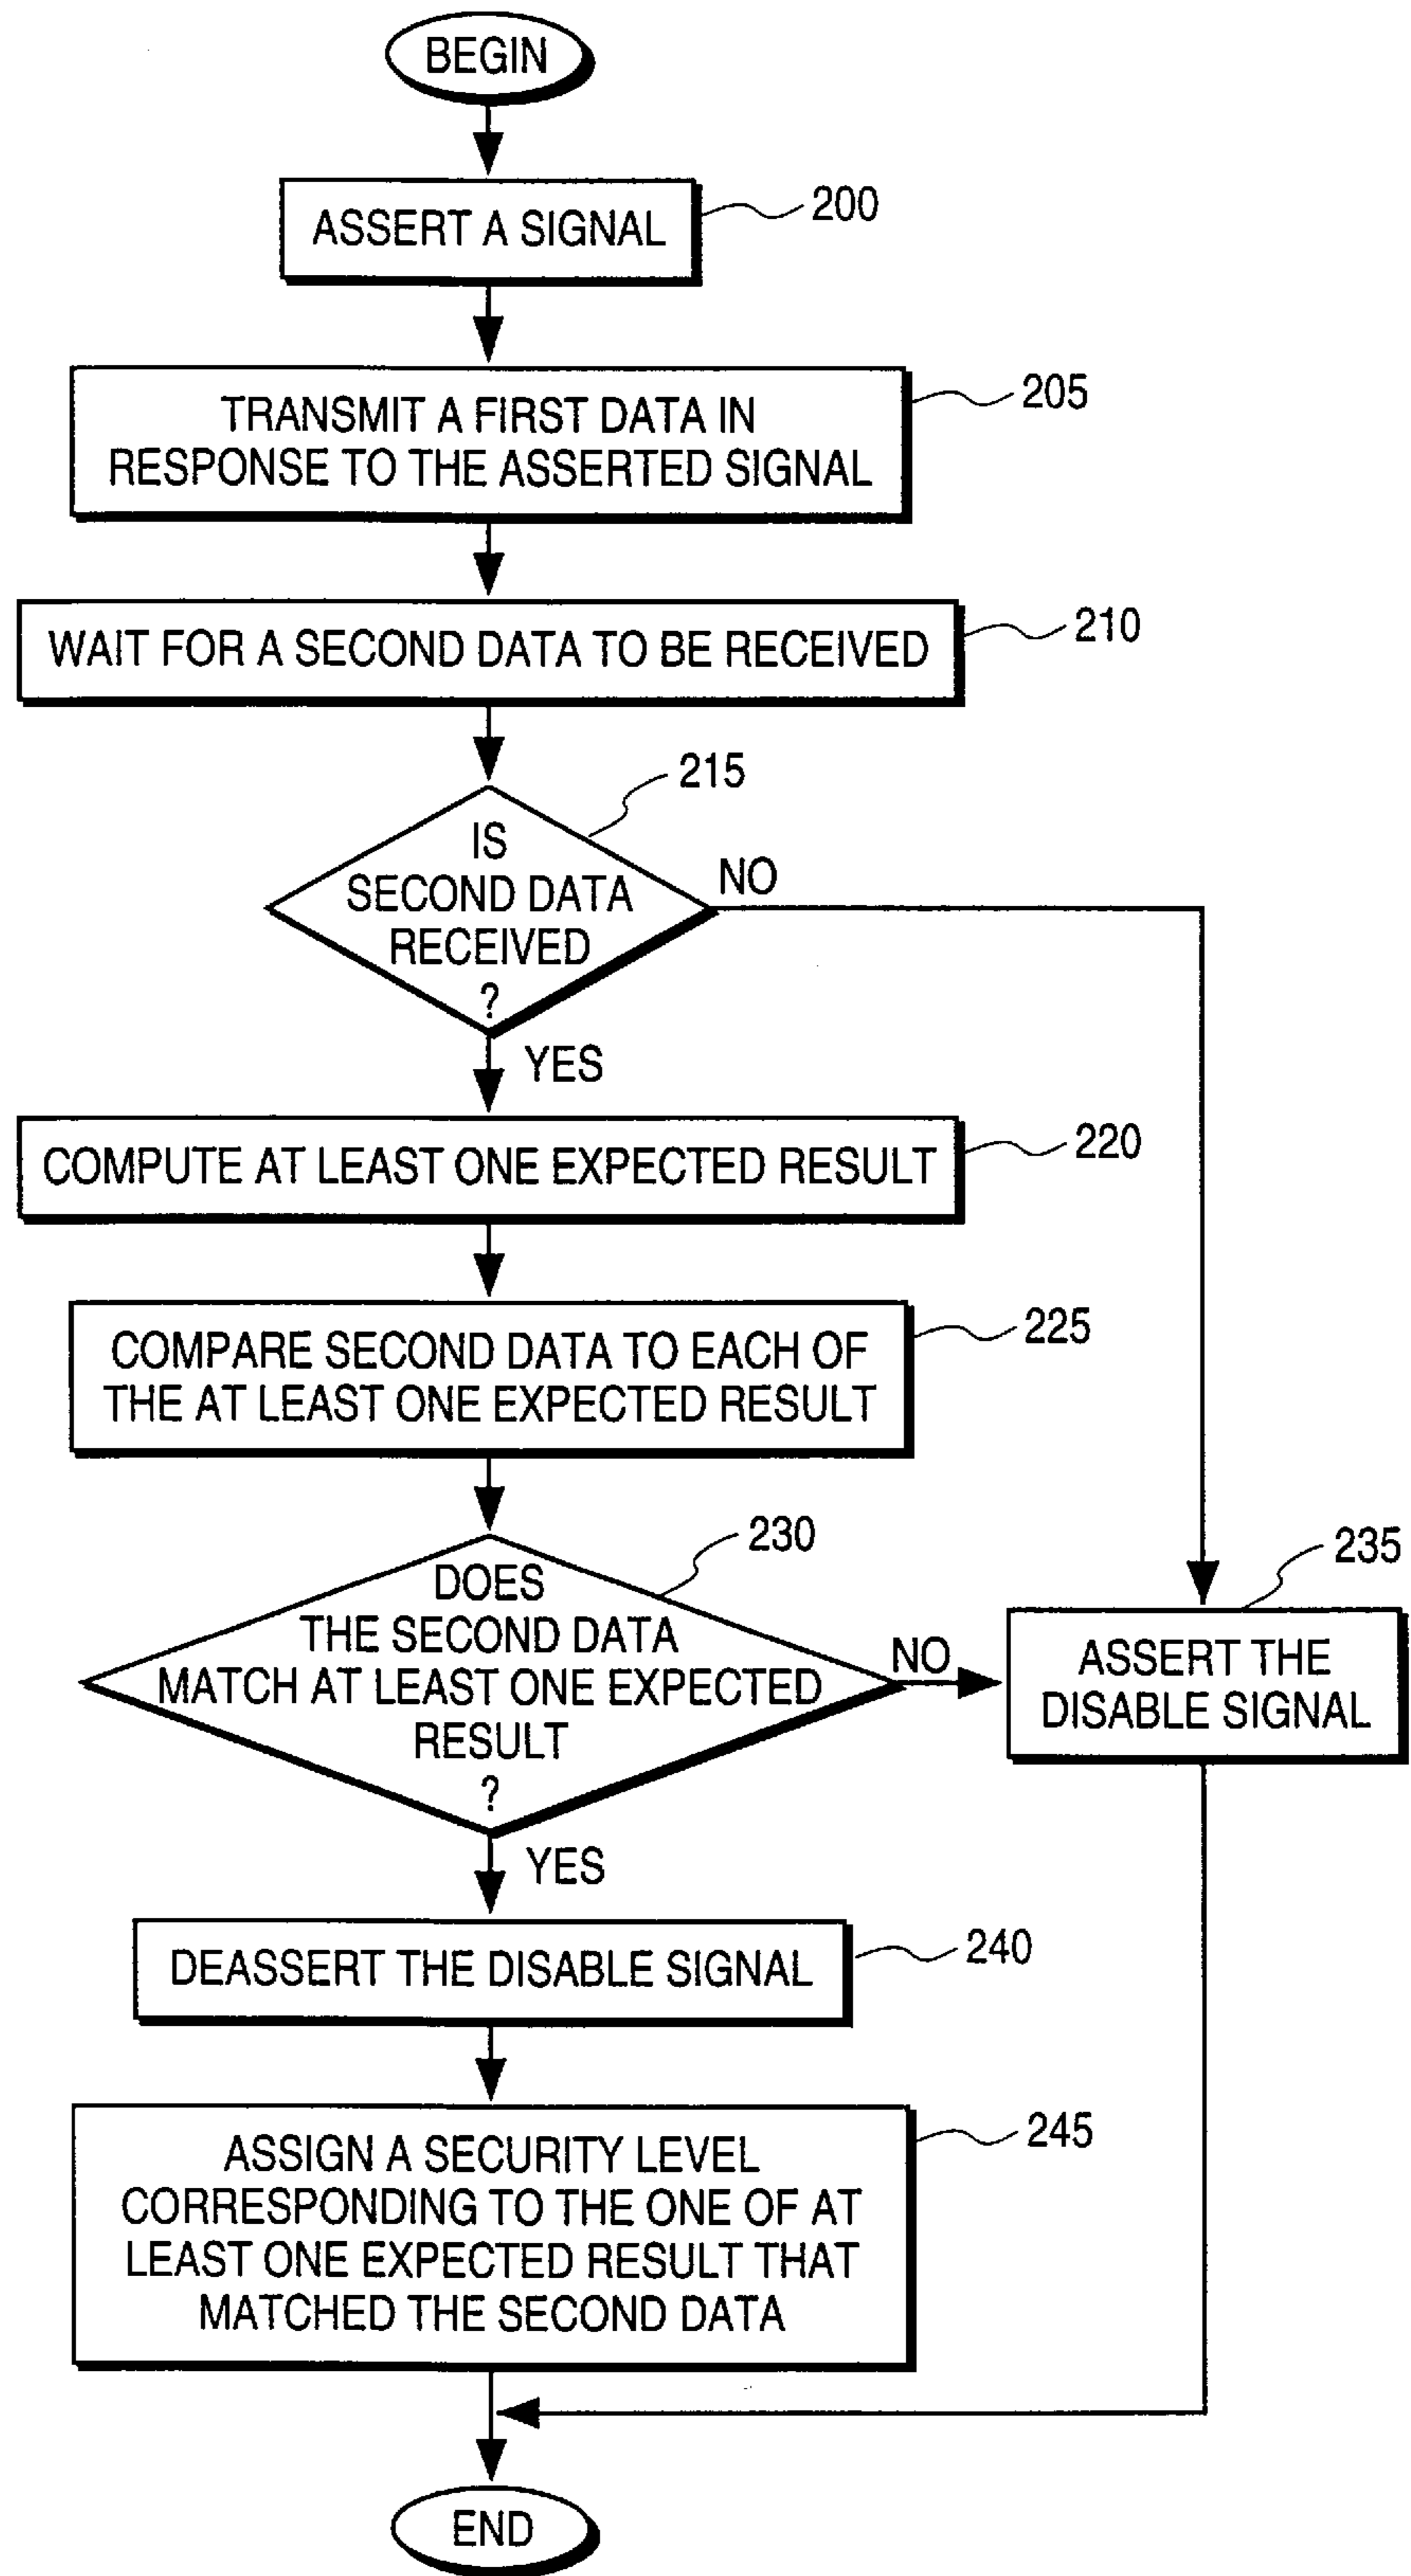 BEGIN
ASSERT A SIGNAL
200
TRANSMIT A FIRST DATA IN
RESPONSE TO THE ASSERTED SIGNAL
205
WAIT FOR A SECOND DATA TO BE RECEIVED
210
215
IS
SECOND DATA
RECEIVED
?
NO
YES
COMPUTE AT LEAST ONE EXPECTED RESULT
220
COMPARE SECOND DATA TO EACH OF
THE AT LEAST ONE EXPECTED RESULT
225
230
DOES
THE SECOND DATA
MATCH AT LEAST ONE EXPECTED
RESULT
?
NO
235
ASSERT THE
DISABLE SIGNAL
YES
DEASSERT THE DISABLE SIGNAL
240
ASSIGN A SECURITY LEVEL
CORRESPONDING TO THE ONE OF AT
LEAST ONE EXPECTED RESULT THAT
MATCHED THE SECOND DATA
245
END